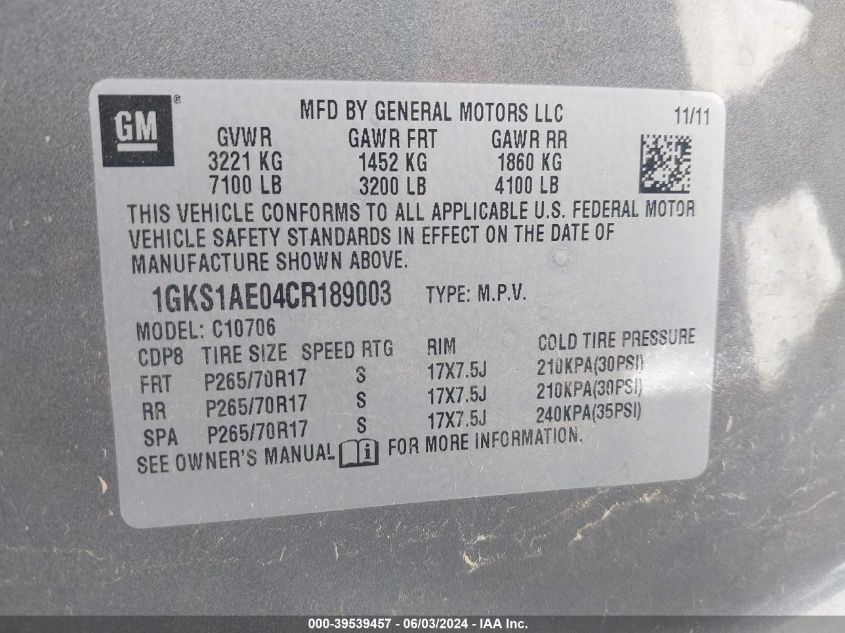 GM®
MFD BY GENERAL MOTORS LLC 11/11
GVWR GAWR FRT GAWR RR
3221 KG 1452 KG 1860 KG
7100 LB 3200 LB 4100 LB
THIS VEHICLE CONFORMS TO ALL APPLICABLE U.S. FEDERAL MOTOR
VEHICLE SAFETY STANDARDS IN EFFECT ON THE DATE OF
MANUFACTURE SHOWN ABOVE.
1GKS1AE04CR189003 TYPE: M.P.V.
MODEL: C10706
CDP8 TIRE SIZE SPEED RTG RIM COLD TIRE PRESSURE
FRT P265/70R17 S 17X7.5J 210KPA(30PSI)
RR P265/70R17 S 17X7.5J 210KPA(30PSI)
SPA P265/70R17 S 17X7.5J 240KPA(35PSI)
SEE OWNER'S MANUAL i FOR MORE INFORMATION.
000-39539457 - 06/03/2024 - IAA Inc.